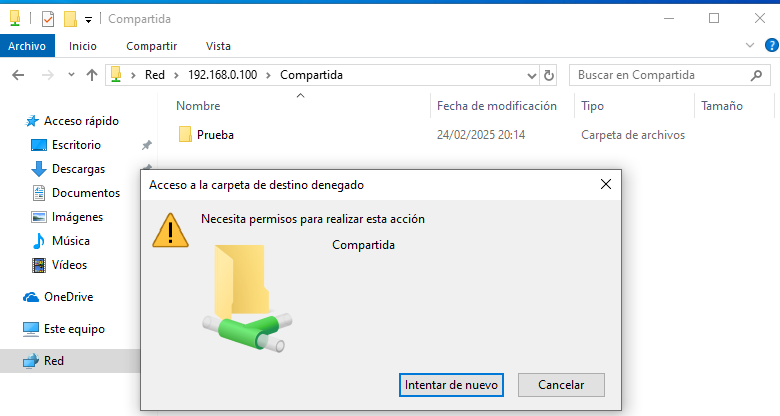 Compartida
Archivo Inicio Compartir Vista
Red 192.168.0.100 Compartida
Buscar en Compartida
Nombre Fecha de modificación Tipo Tamaño
Prueba 24/02/2025 20:14 Carpeta de archivos
Acceso rápido
Escritorio
Descargas
Documentos
Imágenes
Música
Vídeos
OneDrive
Este equipo
Red
Acceso a la carpeta de destino denegado
Necesita permisos para realizar esta acción
Compartida
Intentar de nuevo Cancelar